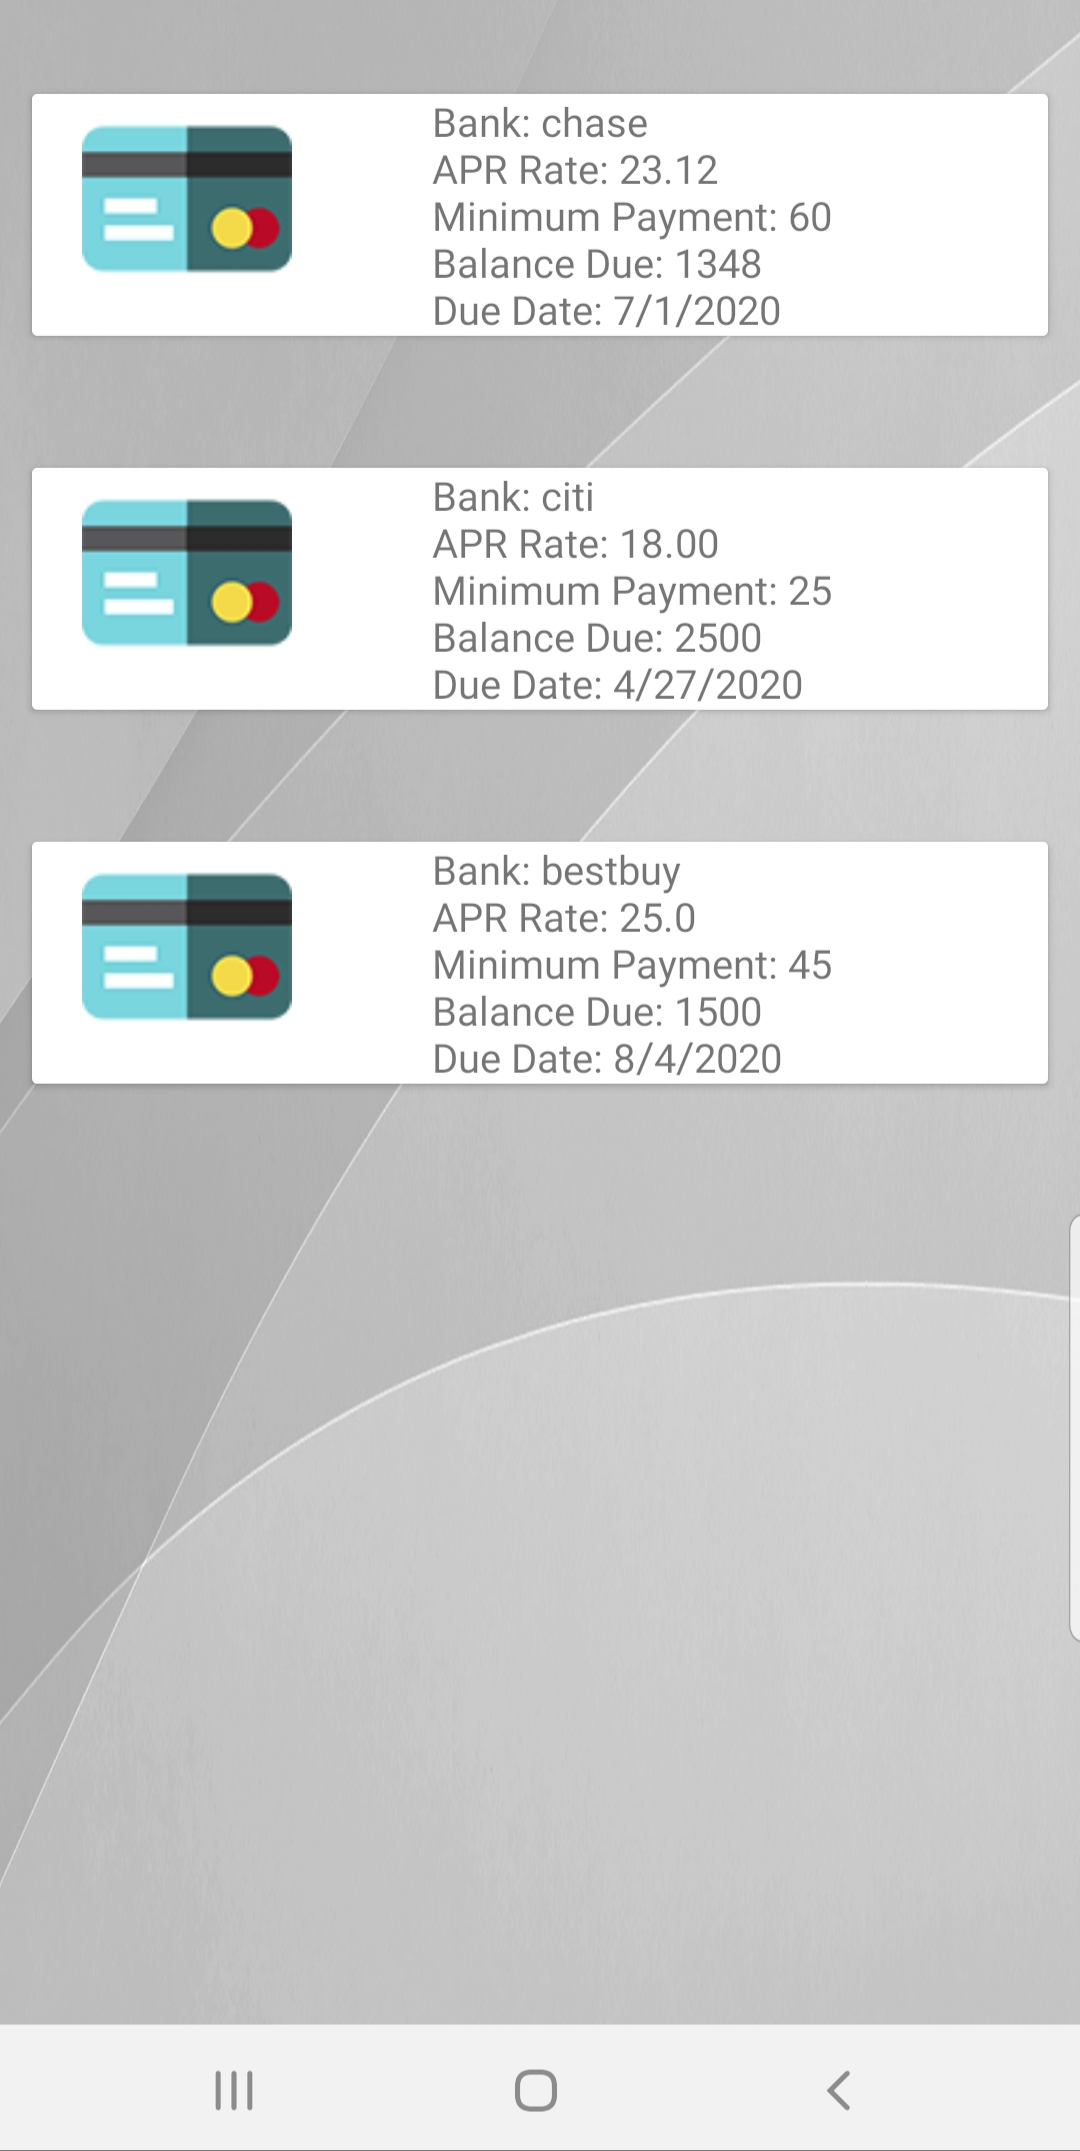 Bank: chase
APR Rate: 23.12
Minimum Payment: 60
Balance Due: 1348
Due Date: 7/1/2020
Bank: citi
APR Rate: 18.00
Minimum Payment: 25
Balance Due: 2500
Due Date: 4/27/2020
Bank: bestbuy
APR Rate: 25.0
Minimum Payment: 45
Balance Due: 1500
Due Date: 8/4/2020